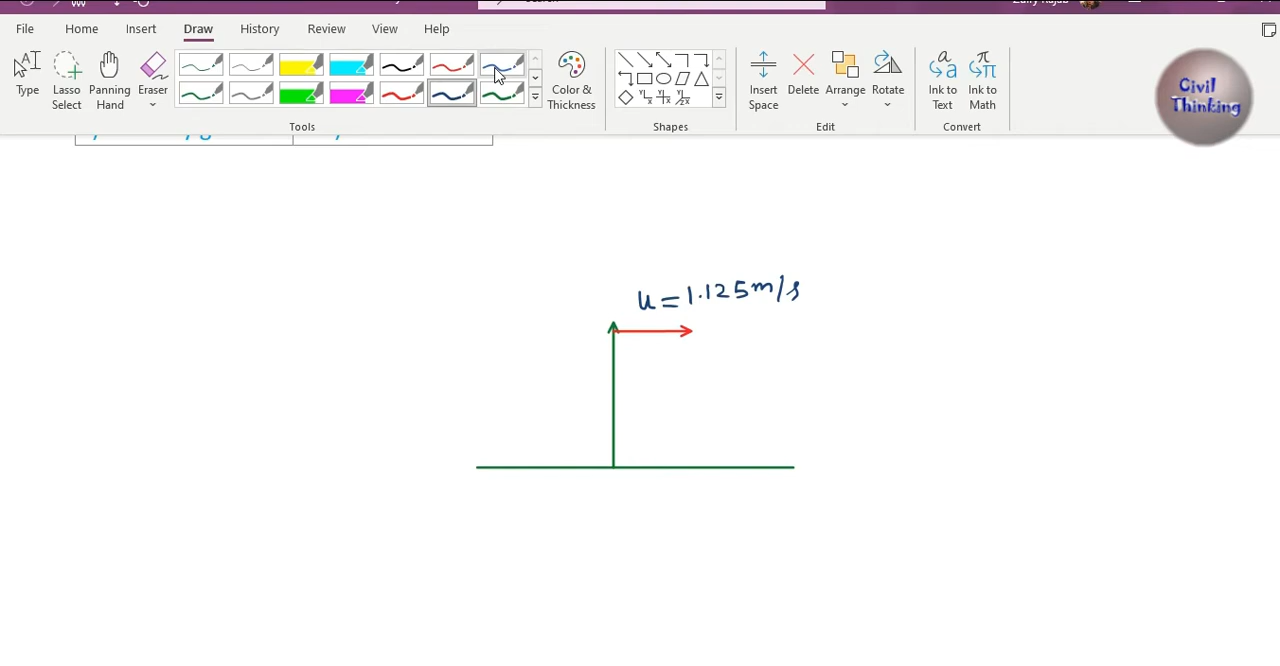 File Home Insert Draw History Review View Help
Type
Lasso Select
Panning Hand
Eraser
Color & Thickness
Insert Space
Delete
Arrange
Rotate
Ink to Text
Ink to Math
Tools
Shapes
Edit
Convert
Civil
Thinking
u = 1.125 m/s